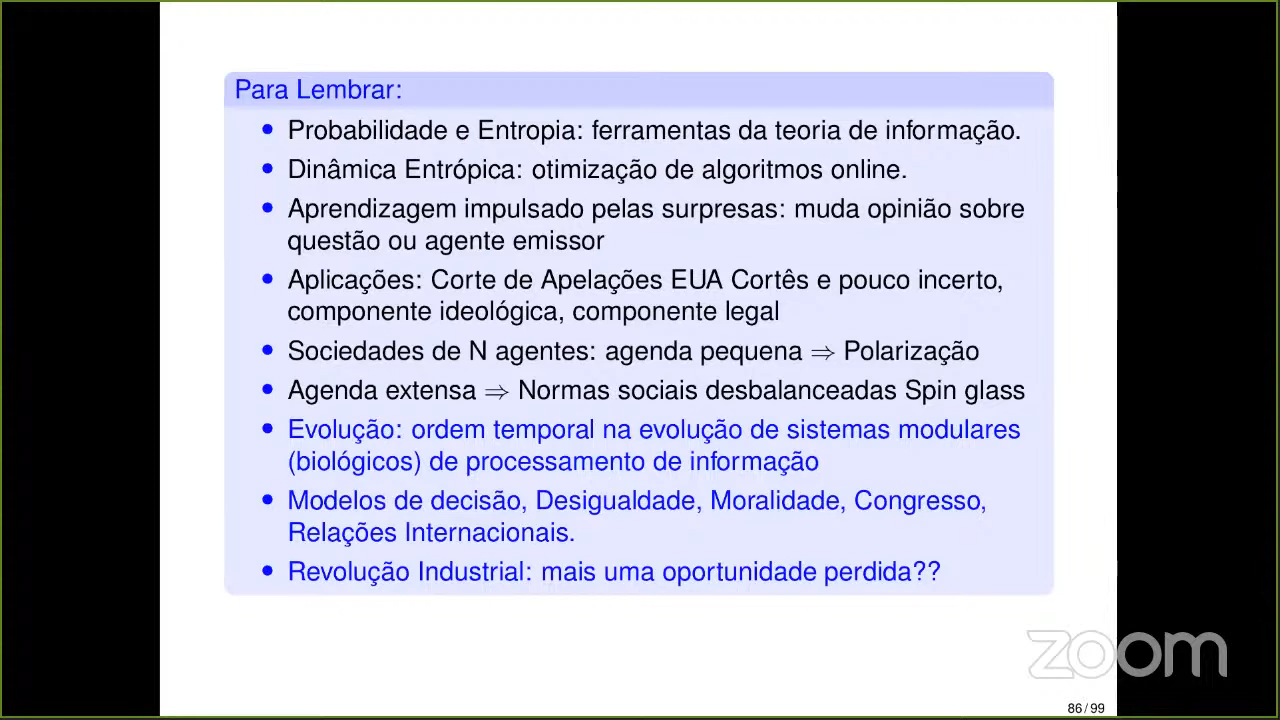 Para Lembrar:
• Probabilidade e Entropia: ferramentas da teoria de informação.
• Dinâmica Entrópica: otimização de algoritmos online.
• Aprendizagem impulsado pelas surpresas: muda opinião sobre
questão ou agente emissor
• Aplicações: Corte de Apelações EUA Cortês e pouco incerto,
componente ideológica, componente legal
• Sociedades de N agentes: agenda pequena ⇒ Polarização
• Agenda extensa ⇒ Normas sociais desbalanceadas Spin glass
• Evolução: ordem temporal na evolução de sistemas modulares
(biológicos) de processamento de informação
• Modelos de decisão, Desigualdade, Moralidade, Congresso,
Relações Internacionais.
• Revolução Industrial: mais uma oportunidade perdida??
zoom
86 / 99